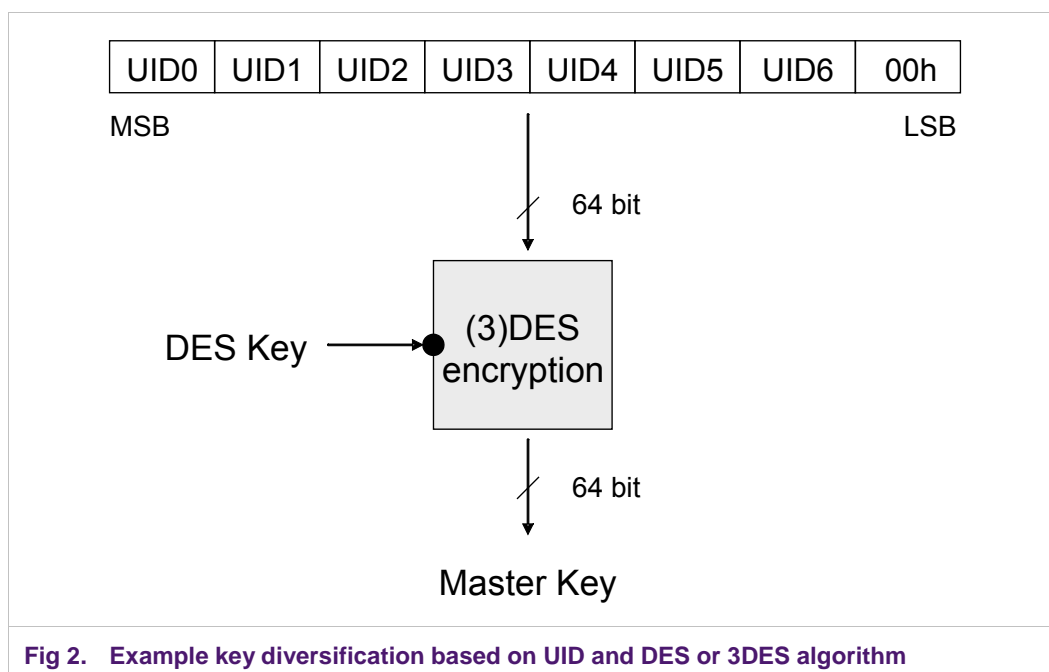 UID0 UID1 UID2 UID3 UID4 UID5 UID6 00h
MSB LSB
64 bit
DES Key
(3)DES
encryption
64 bit
Master Key
Fig 2. Example key diversification based on UID and DES or 3DES algorithm